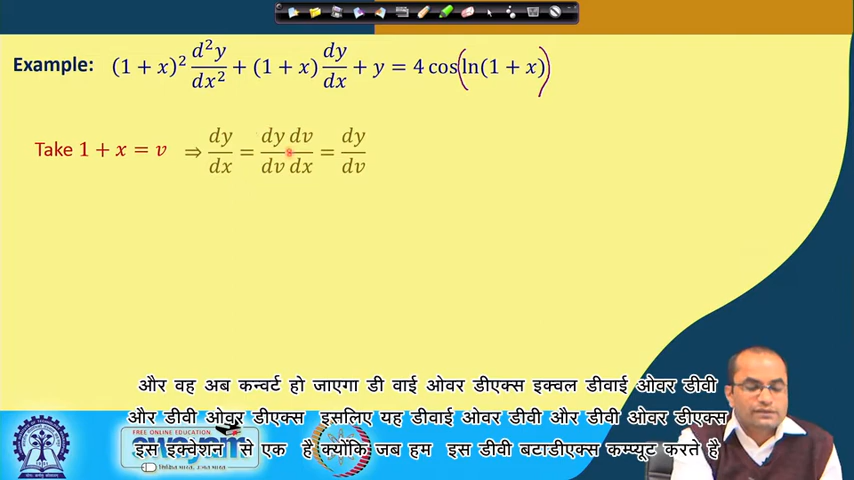 Example: (1 + x)² d²y/dx² + (1 + x) dy/dx + y = 4 cos(ln(1 + x))
Take 1 + x = v ⇒ dy/dx = dy/dv dv/dx = dy/dv
और वह अब कन्वर्ट हो जाएगा डी वाई ओवर डीएक्स इक्वल डीवाई ओवर डीवी
और डीवी ओवर डीएक्स इसलिए यह डीवाई ओवर डीवी और डीवी ओवर डीएक्स
इस इक्वेशन से एक है क्योंकि जब हम इस डीवी बटाडीएक्स कम्प्यूट करते है
FREE ONLINE EDUCATION
swayam